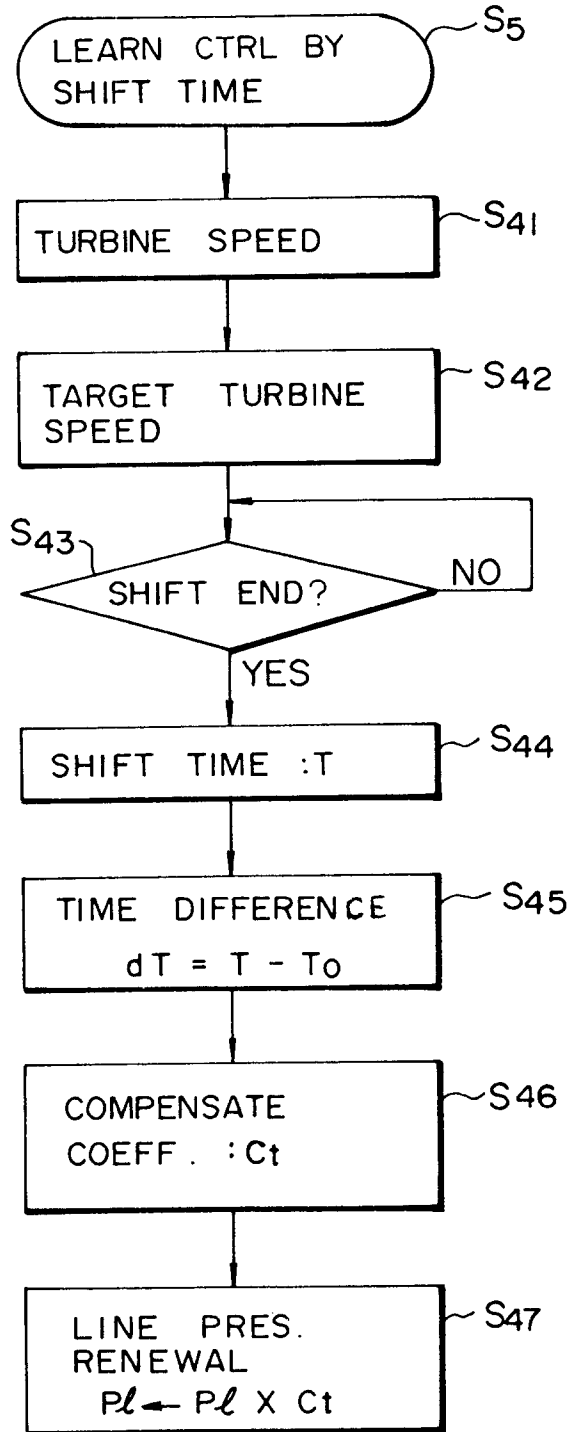 LEARN CTRL BY
SHIFT TIME
S5
TURBINE SPEED
S41
TARGET TURBINE
SPEED
S42
S43
SHIFT END?
NO
YES
SHIFT TIME :T
S44
TIME DIFFERENCE
dT = T - To
S45
COMPENSATE
COEFF. :Ct
S46
LINE PRES.
RENEWAL
Pℓ ← Pℓ X Ct
S47